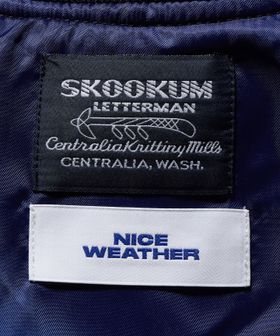 SKOOKUM
LETTERMAN
Centralia Knitting Mills
CENTRALIA, WASH.
NICE
WEATHER